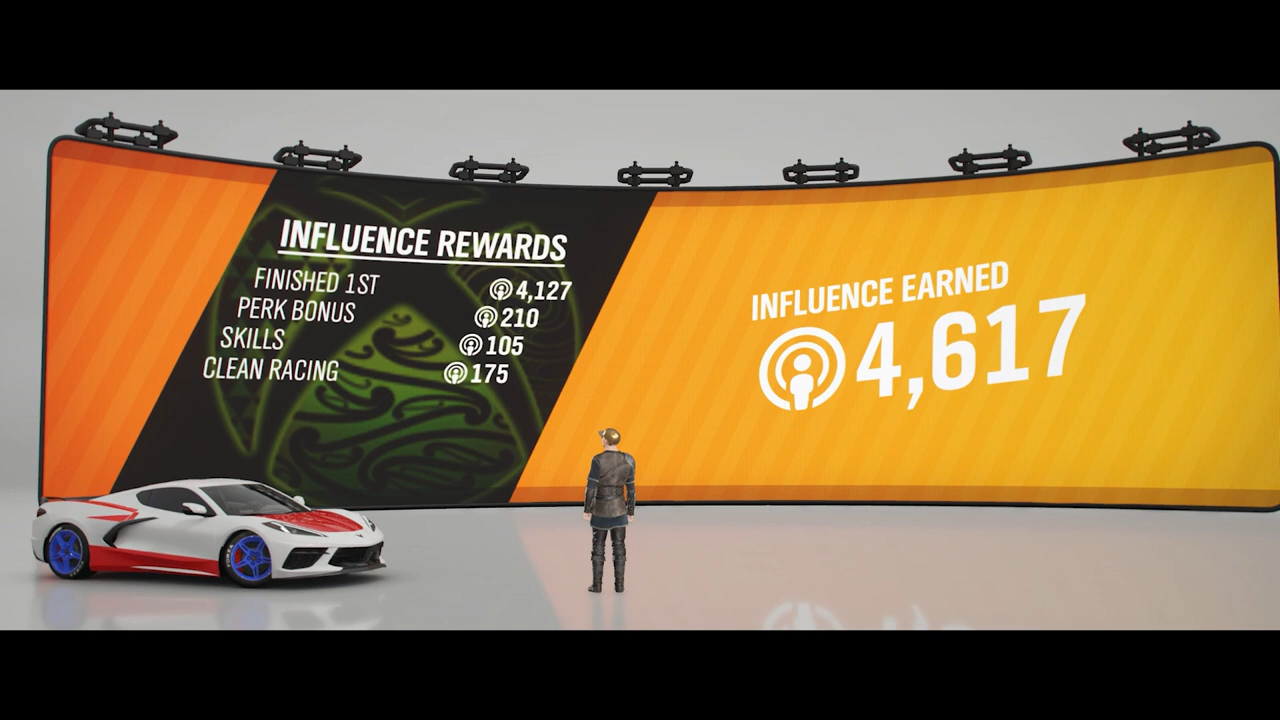 INFLUENCE REWARDS
FINISHED 1ST 4,127
PERK BONUS 210
SKILLS 105
CLEAN RACING 175
INFLUENCE EARNED
4,617